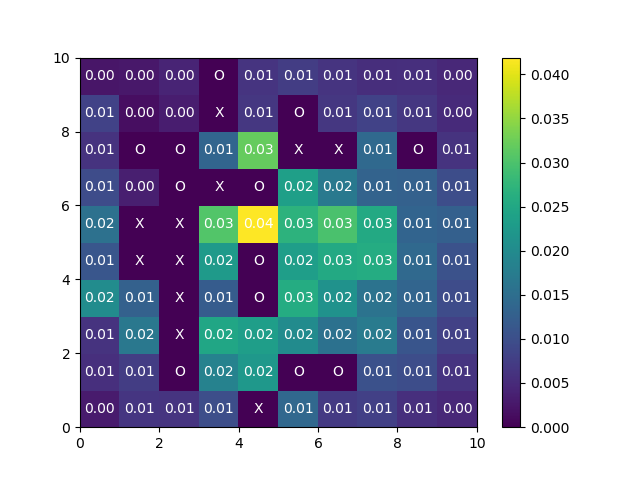 10
0.00 0.00 0.00 O 0.01 0.01 0.01 0.01 0.01 0.00 0.040
0.01 0.00 0.00 X 0.01 O 0.01 0.01 0.01 0.00
8 0.035
0.01 O O 0.01 0.03 X X 0.01 O 0.01
0.030
0.01 0.00 O X O 0.02 0.02 0.01 0.01 0.01
6 0.025
0.02 X X 0.03 0.04 0.03 0.03 0.03 0.01 0.01
0.01 X X 0.02 O 0.02 0.03 0.03 0.01 0.01 0.020
4
0.02 0.01 X 0.01 O 0.03 0.02 0.02 0.01 0.01 0.015
0.01 0.02 X 0.02 0.02 0.02 0.02 0.02 0.01 0.01 0.010
2
0.01 0.01 O 0.02 0.02 O O 0.01 0.01 0.01 0.005
0.00 0.01 0.01 0.01 X 0.01 0.01 0.01 0.01 0.00
0 0.000
0 2 4 6 8 10